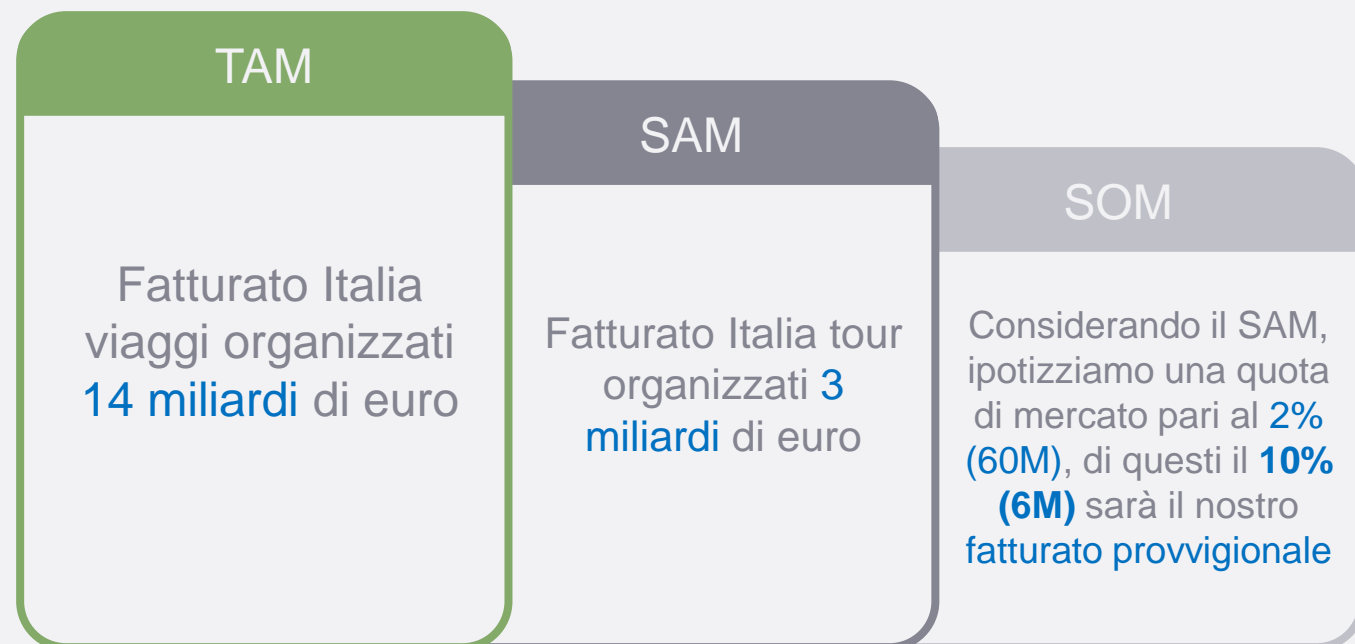 TAM
Fatturato Italia
viaggi organizzati
14 miliardi di euro
SAM
Fatturato Italia tour
organizzati 3
miliardi di euro
SOM
Considerando il SAM,
ipotizziamo una quota
di mercato pari al 2%
(60M), di questi il 10%
(6M) sarà il nostro
fatturato provvigionale